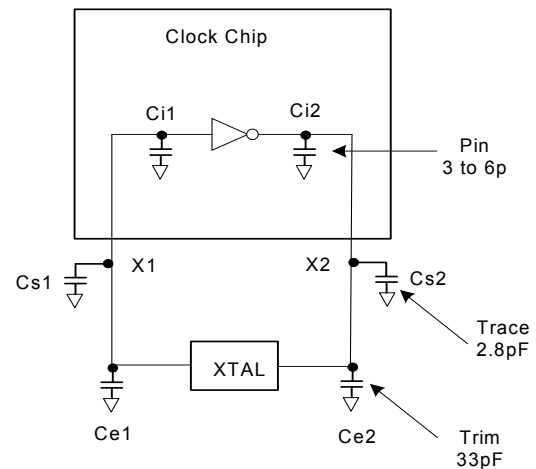 Clock Chip
Ci1
Ci2
Pin
3 to 6p
X1
X2
Cs1
Cs2
Trace
2.8pF
XTAL
Ce1
Ce2
Trim
33pF